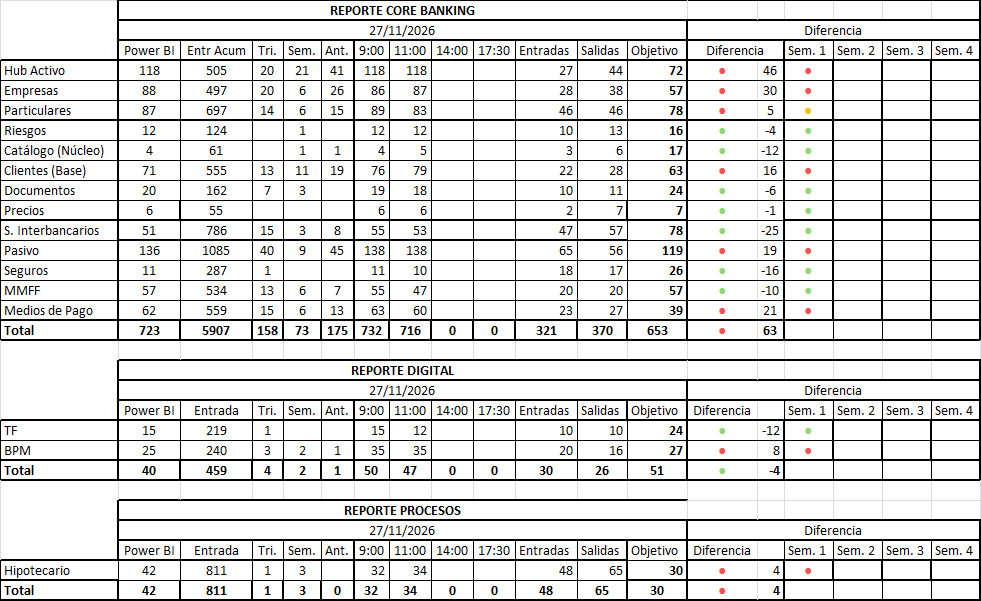 REPORTE CORE BANKING
27/11/2026 Diferencia
Power BI Entr Acum Tri. Sem. Ant. 9:00 11:00 14:00 17:30 Entradas Salidas Objetivo Diferencia Sem. 1 Sem. 2 Sem. 3 Sem. 4
Hub Activo 118 505 20 21 41 118 118 27 44 72 46
Empresas 88 497 20 6 26 86 87 28 38 57 30
Particulares 87 697 14 6 15 89 83 46 46 78 5
Riesgos 12 124 1 12 12 10 13 16 -4
Catálogo (Núcleo) 4 61 1 1 4 5 3 6 17 -12
Clientes (Base) 71 555 13 11 19 76 79 22 28 63 16
Documentos 20 162 7 3 19 18 10 11 24 -6
Precios 6 55 6 6 2 7 7 -1
S. Interbancarios 51 786 15 3 8 55 53 47 57 78 -25
Pasivo 136 1085 40 9 45 138 138 65 56 119 19
Seguros 11 287 1 11 10 18 17 26 -16
MMFF 57 534 13 6 7 55 47 20 20 57 -10
Medios de Pago 62 559 15 6 13 63 60 23 27 39 21
Total 723 5907 158 73 175 732 716 0 0 321 370 653 63
REPORTE DIGITAL
27/11/2026 Diferencia
Power BI Entrada Tri. Sem. Ant. 9:00 11:00 14:00 17:30 Entradas Salidas Objetivo Diferencia Sem. 1 Sem. 2 Sem. 3 Sem. 4
TF 15 219 1 15 12 10 10 24 -12
BPM 25 240 3 2 1 35 35 20 16 27 8
Total 40 459 4 2 1 50 47 0 0 30 26 51 -4
REPORTE PROCESOS
27/11/2026 Diferencia
Power BI Entrada Tri. Sem. Ant. 9:00 11:00 14:00 17:30 Entradas Salidas Objetivo Diferencia Sem. 1 Sem. 2 Sem. 3 Sem. 4
Hipotecario 42 811 1 3 32 34 48 65 30 4
Total 42 811 1 3 0 32 34 0 0 48 65 30 4